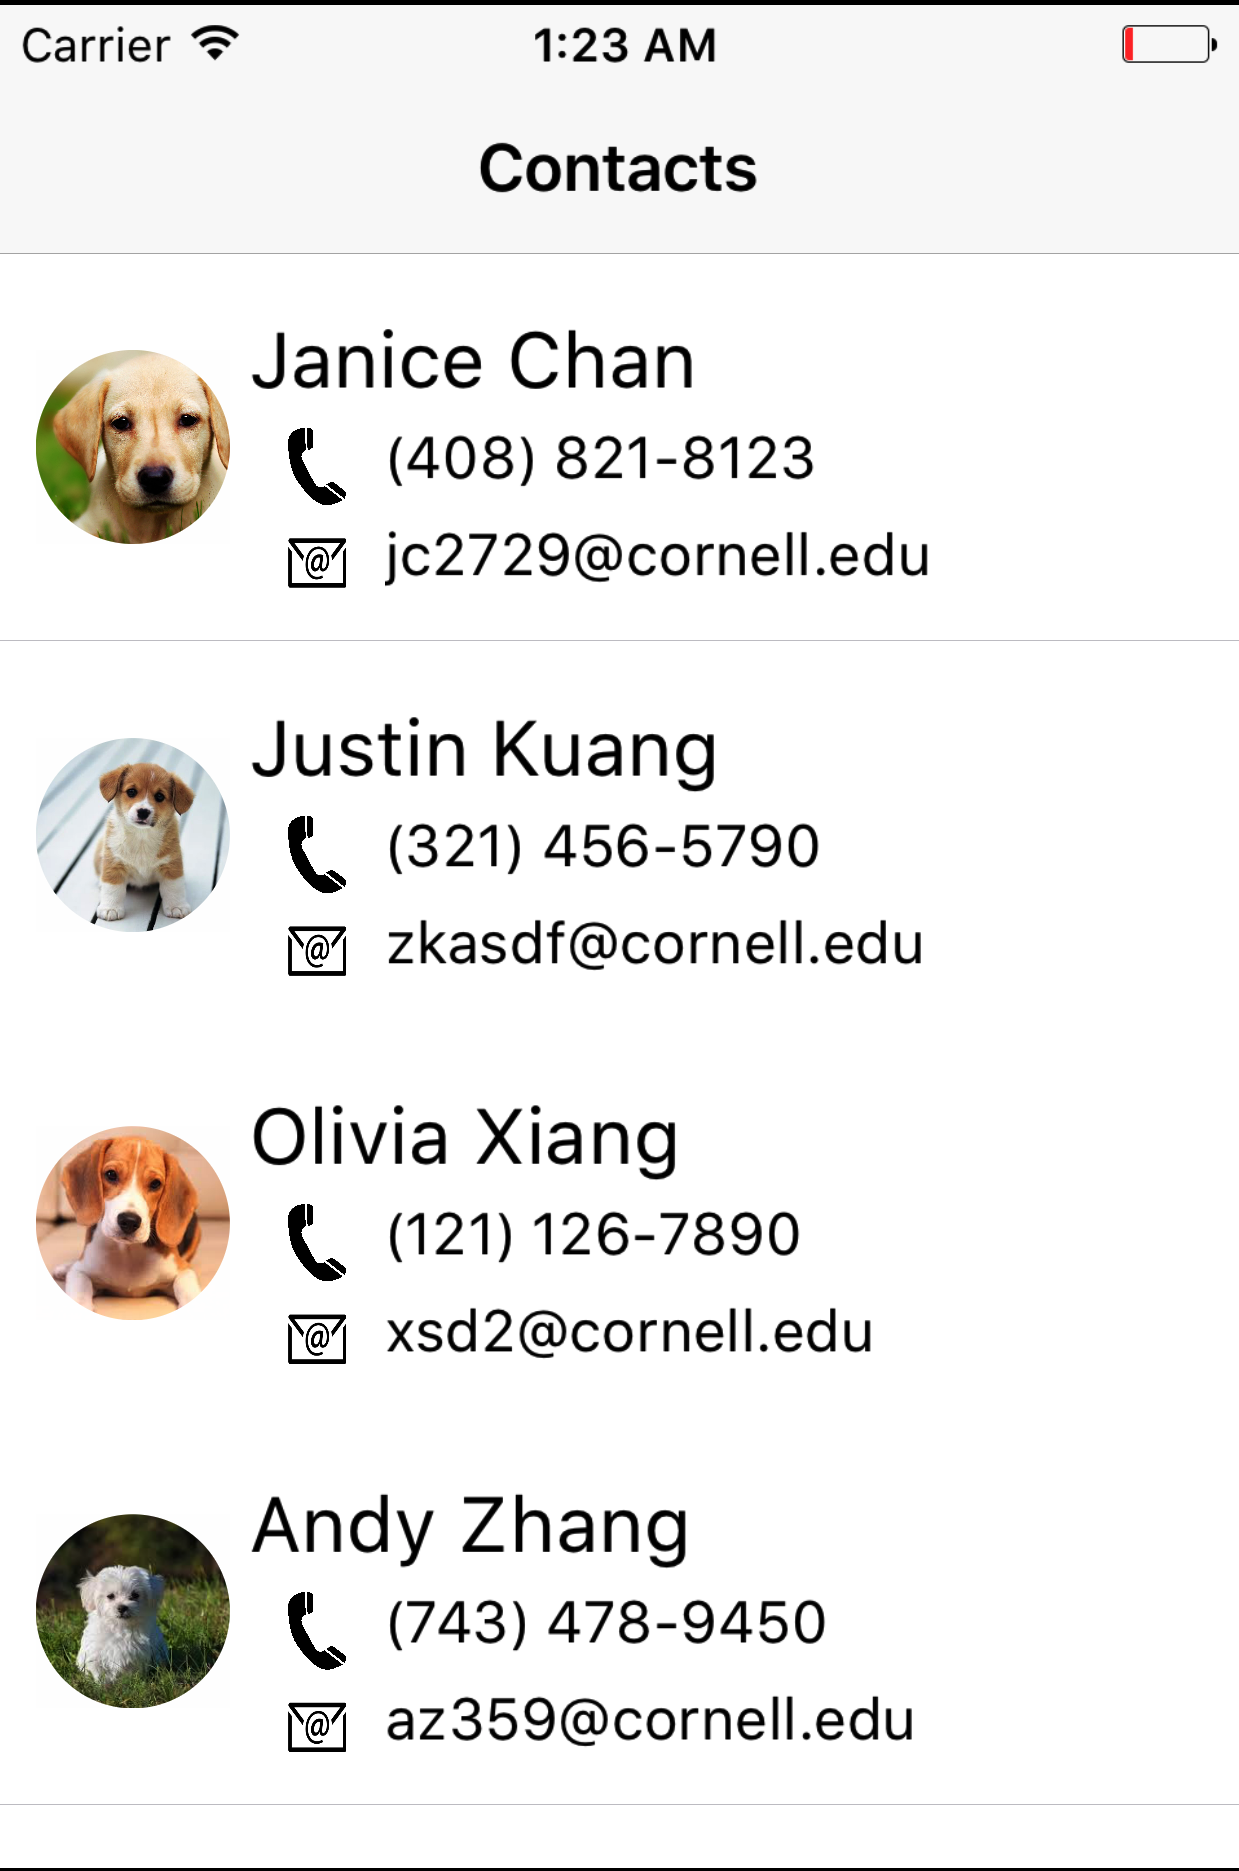 Carrier 1:23 AM
Contacts
Janice Chan
(408) 821-8123
@ jc2729@cornell.edu
Justin Kuang
(321) 456-5790
@ zkasdf@cornell.edu
Olivia Xiang
(121) 126-7890
@ xsd2@cornell.edu
Andy Zhang
(743) 478-9450
@ az359@cornell.edu